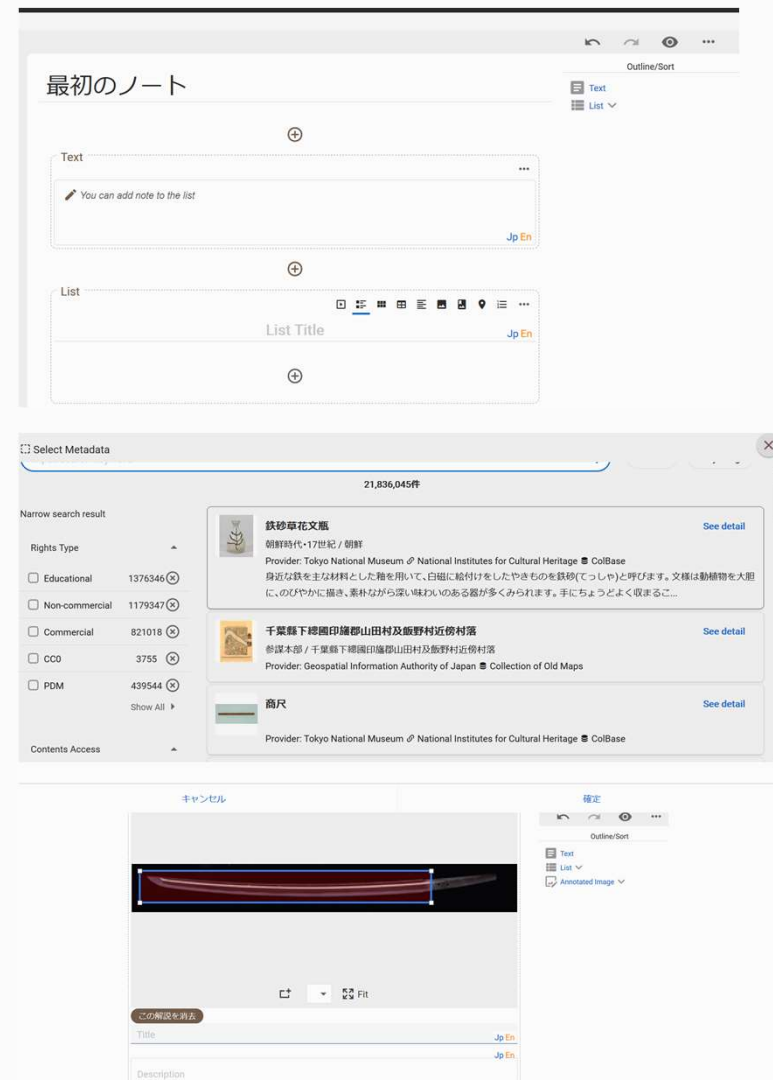 Outline/Sort
最初のノート
Text
List
Text
You can add note to the list
Jp En
List
List Title
Jp En
Select Metadata
21,836,045件
Narrow search result
Rights Type
Educational 1376346
Non-commercial 1179347
Commercial 821018
CC0 3755
PDM 439544
Show All
Contents Access
鉄砂草花文瓶
See detail
朝鮮時代・17世紀 / 朝鮮
Provider: Tokyo National Museum National Institutes for Cultural Heritage ColBase
身近な鉄を主な材料とした釉を用いて、白磁に絵付けをしたやきものを鉄砂(てっしゃ)と呼びます。文様は動植物を大胆
に、のびやかに描き、素朴ながら深い味わいのある器が多くみられます。手にちょうどよく収まるこ...
千葉縣下總國印旛郡山田村及飯野村近傍村落
See detail
参謀本部 / 千葉縣下總國印旛郡山田村及飯野村近傍村落
Provider: Geospatial Information Authority of Japan Collection of Old Maps
商尺
See detail
Provider: Tokyo National Museum National Institutes for Cultural Heritage ColBase
キャンセル
確定
Outline/Sort
Text
List
Annotated Image
Fit
この解説を消去
Title
Jp En
Jp En
Description